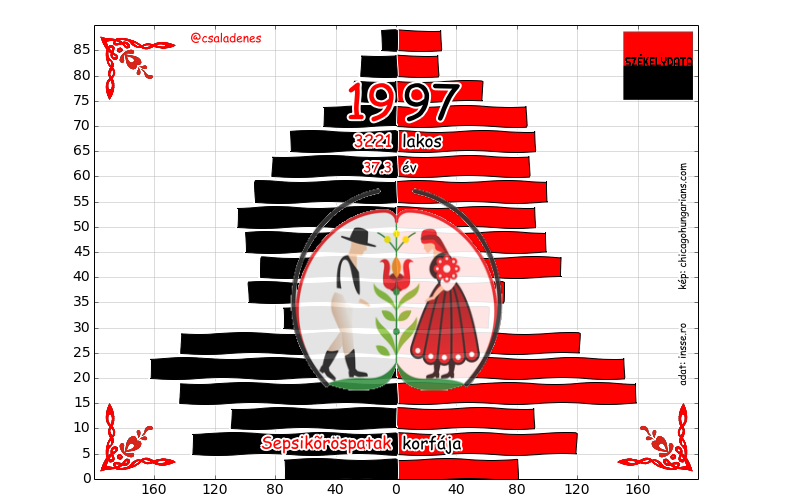 @csaladenes
SZÉKELYDATA
1997
3221 lakos
37.3 év
kép: chicagohungarians.com
adat: insse.ro
Sepsikőröspatak korfája
85
80
75
70
65
60
55
50
45
40
35
30
25
20
15
10
5
0
160 120 80 40 0 40 80 120 160